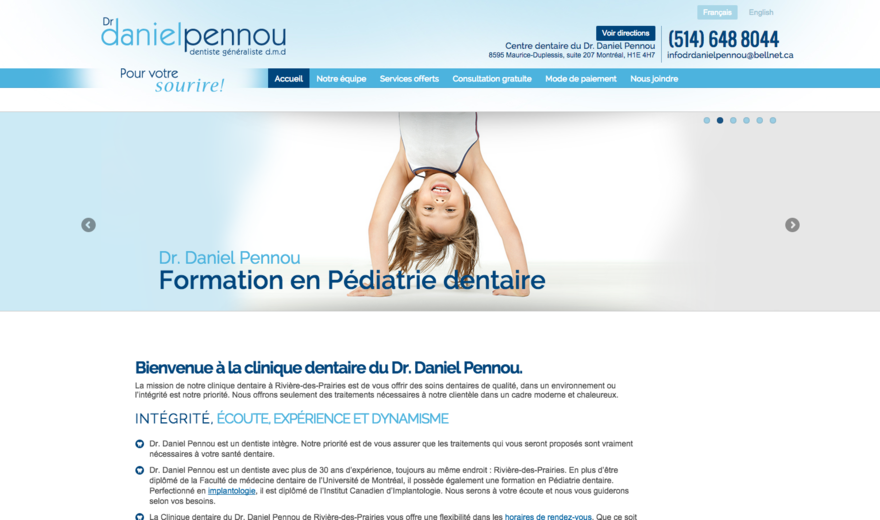 Français English
Dr
danielpennou
dentiste généraliste d.m.d
Voir directions
Centre dentaire du Dr. Daniel Pennou
8595 Maurice-Duplessis, suite 207 Montréal, H1E 4H7
(514) 648 8044
infodrdanielpennou@bellnet.ca
Pour votre
sourire!
Accueil Notre équipe Services offerts Consultation gratuite Mode de paiement Nous joindre
Dr. Daniel Pennou
Formation en Pédiatrie dentaire
Bienvenue à la clinique dentaire du Dr. Daniel Pennou.
La mission de notre clinique dentaire à Rivière-des-Prairies est de vous offrir des soins dentaires de qualité, dans un environnement ou
l'intégrité est notre priorité. Nous offrons seulement des traitements nécessaires à notre clientèle dans un cadre moderne et chaleureux.
INTÉGRITÉ, ÉCOUTE, EXPÉRIENCE ET DYNAMISME
Dr. Daniel Pennou est un dentiste intègre. Notre priorité est de vous assurer que les traitements qui vous seront proposés sont vraiment
nécessaires à votre santé dentaire.
Dr. Daniel Pennou est un dentiste avec plus de 30 ans d'expérience, toujours au même endroit : Rivière-des-Prairies. En plus d'être
diplômé de la Faculté de médecine dentaire de l'Université de Montréal, il possède également une formation en Pédiatrie dentaire.
Perfectionné en implantologie, il est diplômé de l'Institut Canadien d'Implantologie. Nous serons à votre écoute et nous vous guiderons
selon vos besoins.
La Clinique dentaire du Dr. Daniel Pennou de Rivière-des-Prairies vous offre une flexibilité dans les horaires de rendez-vous. Que ce soit